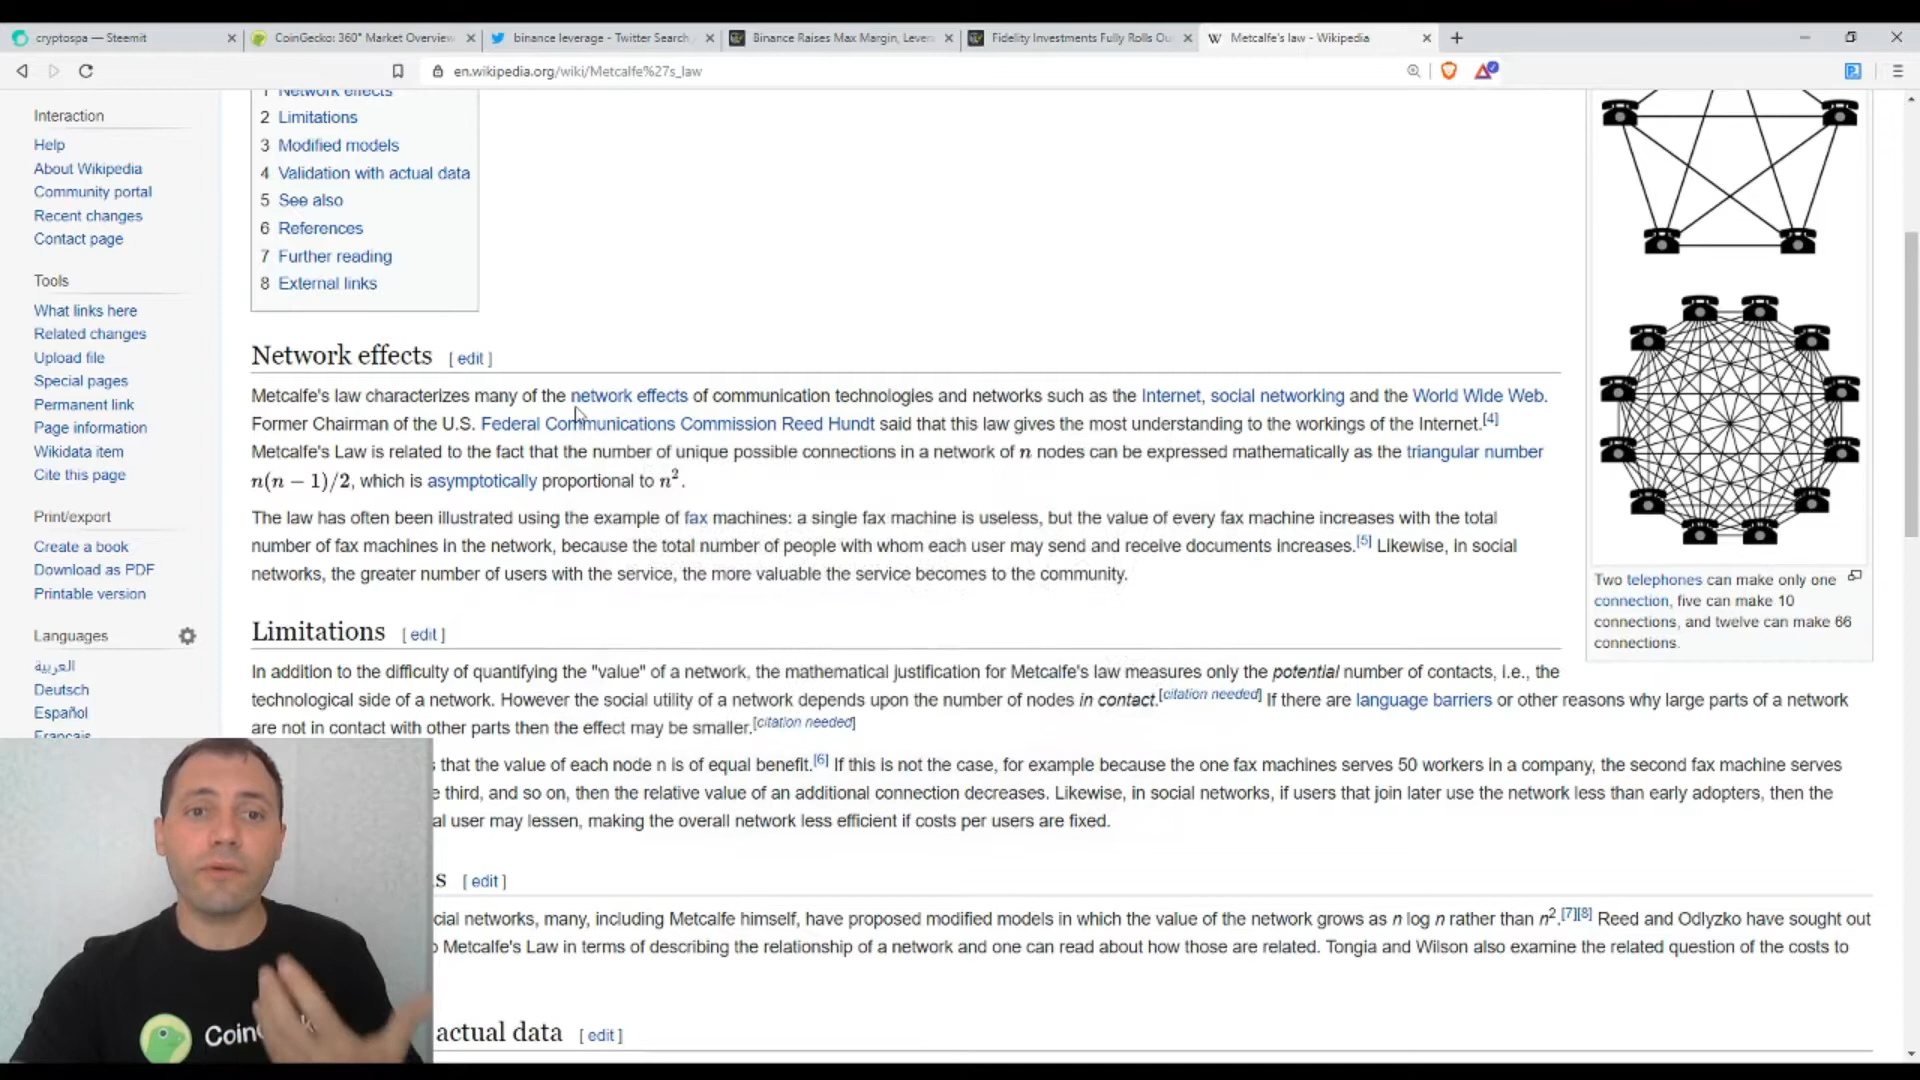 cryptospa — Steemit
CoinGecko: 360° Market Overview
binance leverage - Twitter Search
Binance Raises Max Margin, Lever
Fidelity Investments Fully Rolls Ou
W Metcalfe's law - Wikipedia
en.wikipedia.org/wiki/Metcalfe%27s_law
Interaction
Help
About Wikipedia
Community portal
Recent changes
Contact page
Tools
What links here
Related changes
Upload file
Special pages
Permanent link
Page information
Wikidata item
Cite this page
Print/export
Create a book
Download as PDF
Printable version
Languages
العربية
Deutsch
Español
Français
1 Network effects
2 Limitations
3 Modified models
4 Validation with actual data
5 See also
6 References
7 Further reading
8 External links
Network effects [ edit ]
Metcalfe's law characterizes many of the network effects of communication technologies and networks such as the Internet, social networking and the World Wide Web.
Former Chairman of the U.S. Federal Communications Commission Reed Hundt said that this law gives the most understanding to the workings of the Internet.[4]
Metcalfe's Law is related to the fact that the number of unique possible connections in a network of n nodes can be expressed mathematically as the triangular number
n(n − 1)/2, which is asymptotically proportional to n².
The law has often been illustrated using the example of fax machines: a single fax machine is useless, but the value of every fax machine increases with the total
number of fax machines in the network, because the total number of people with whom each user may send and receive documents increases.[5] Likewise, in social
networks, the greater number of users with the service, the more valuable the service becomes to the community.
Two telephones can make only one
connection, five can make 10
connections, and twelve can make 66
connections.
Limitations [ edit ]
In addition to the difficulty of quantifying the "value" of a network, the mathematical justification for Metcalfe's law measures only the potential number of contacts, i.e., the
technological side of a network. However the social utility of a network depends upon the number of nodes in contact.[citation needed] If there are language barriers or other reasons why large parts of a network
are not in contact with other parts then the effect may be smaller.[citation needed]
s that the value of each node n is of equal benefit.[6] If this is not the case, for example because the one fax machines serves 50 workers in a company, the second fax machine serves
e third, and so on, then the relative value of an additional connection decreases. Likewise, in social networks, if users that join later use the network less than early adopters, then the
al user may lessen, making the overall network less efficient if costs per users are fixed.
s [ edit ]
cial networks, many, including Metcalfe himself, have proposed modified models in which the value of the network grows as n log n rather than n².[7][8] Reed and Odlyzko have sought out
o Metcalfe's Law in terms of describing the relationship of a network and one can read about how those are related. Tongia and Wilson also examine the related question of the costs to
actual data [ edit ]
Coin